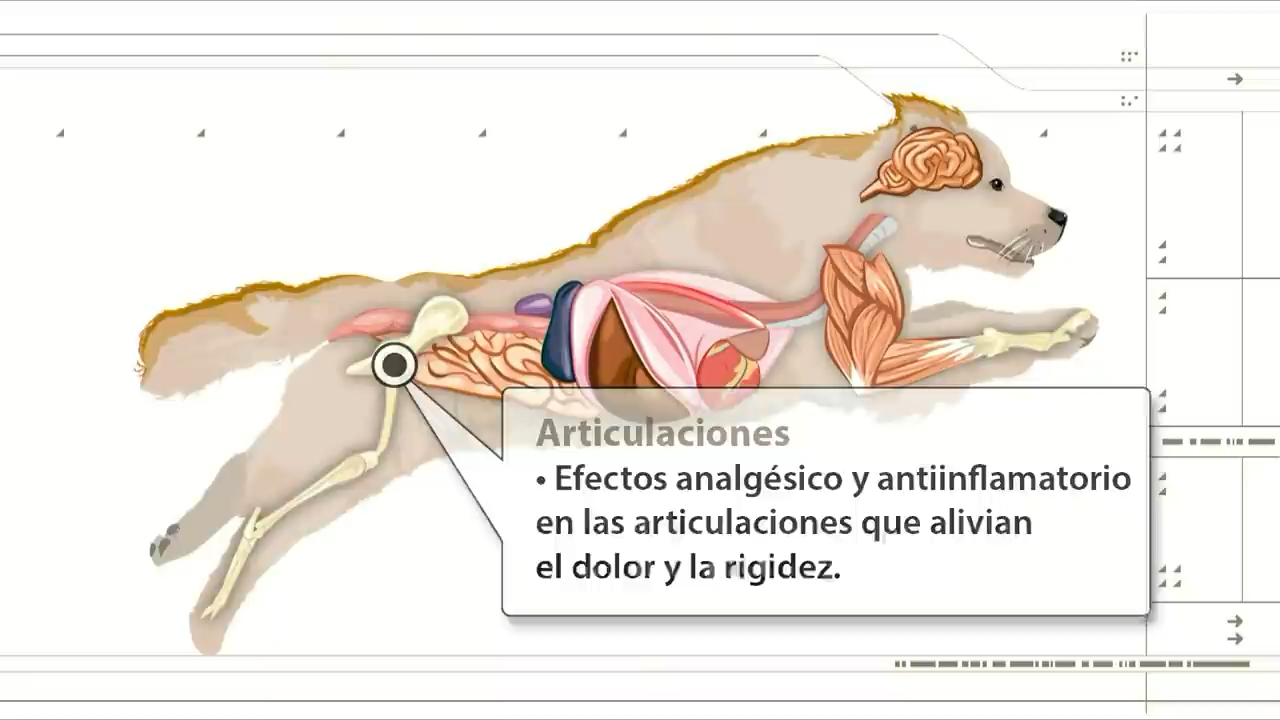 Articulaciones
• Efectos analgésico y antiinflamatorio
en las articulaciones que alivian
el dolor y la rigidez.